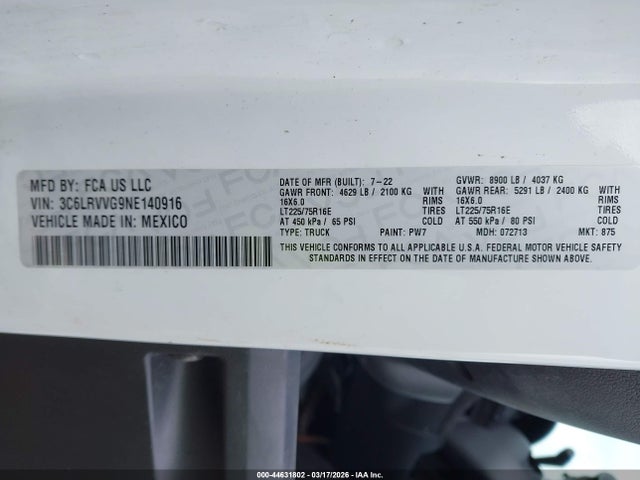 MFD BY: FCA US LLC
VIN: 3C6LRVVG9NE140916
VEHICLE MADE IN: MEXICO
DATE OF MFR (BUILT): 7-22 GVWR: 8900 LB / 4037 KG
GAWR FRONT: 4629 LB / 2100 KG WITH GAWR REAR: 5291 LB / 2400 KG WITH
16X6.0 RIMS 16X6.0 RIMS
LT225/75R16E TIRES LT225/75R16E TIRES
AT 450 kPa / 65 PSI COLD AT 550 kPa / 80 PSI COLD
TYPE: TRUCK PAINT: PW7 MDH: 072713 MKT: 875
THIS VEHICLE CONFORMS TO ALL APPLICABLE U.S.A. FEDERAL MOTOR VEHICLE SAFETY
STANDARDS IN EFFECT ON THE DATE OF MANUFACTURE SHOWN ABOVE.
000-44631802 - 03/17/2026 - IAA Inc.